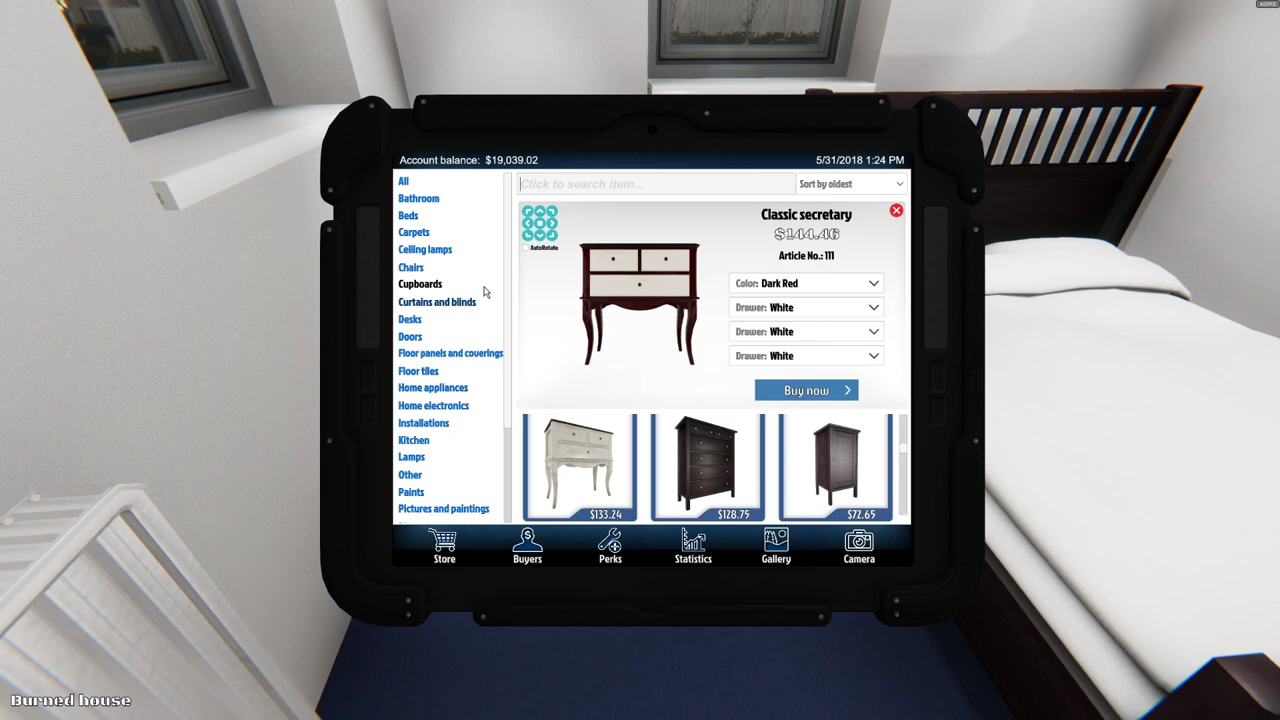 60FPS
Account balance: $19,039.02
5/31/2018 1:24 PM
All
Bathroom
Beds
Carpets
Ceiling lamps
Chairs
Cupboards
Curtains and blinds
Desks
Doors
Floor panels and coverings
Floor tiles
Home appliances
Home electronics
Installations
Kitchen
Lamps
Other
Paints
Pictures and paintings
Click to search item...
Sort by oldest
AutoRotate
Classic secretary
$144.46
Article No.: 111
Color: Dark Red
Drawer: White
Drawer: White
Drawer: White
Buy now
$133.24
$128.75
$72.65
Store
Buyers
Perks
Statistics
Gallery
Camera
Burned house